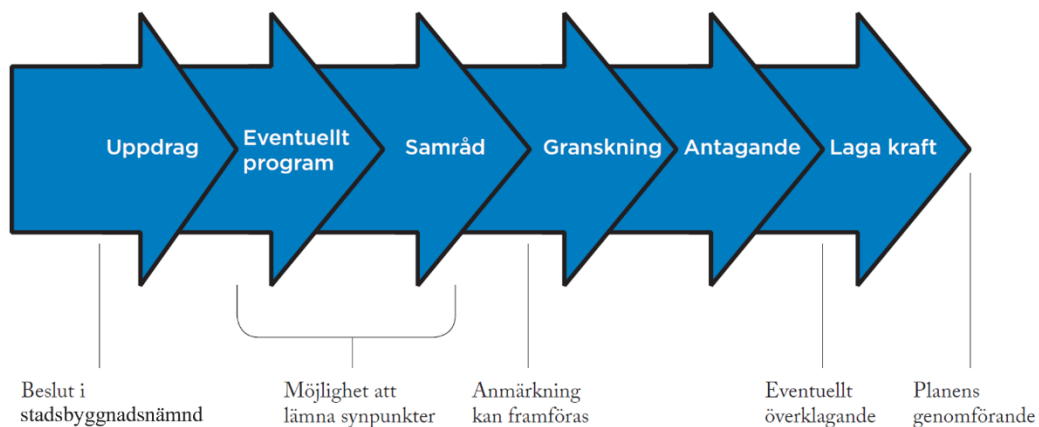 Uppdrag
Eventuellt
program
Samråd
Granskning
Antagande
Laga kraft
Beslut i
stadsbyggnadsnämnd
Möjlighet att
lämna synpunkter
Anmärkning
kan framföras
Eventuellt
överklagande
Planens
genomförande